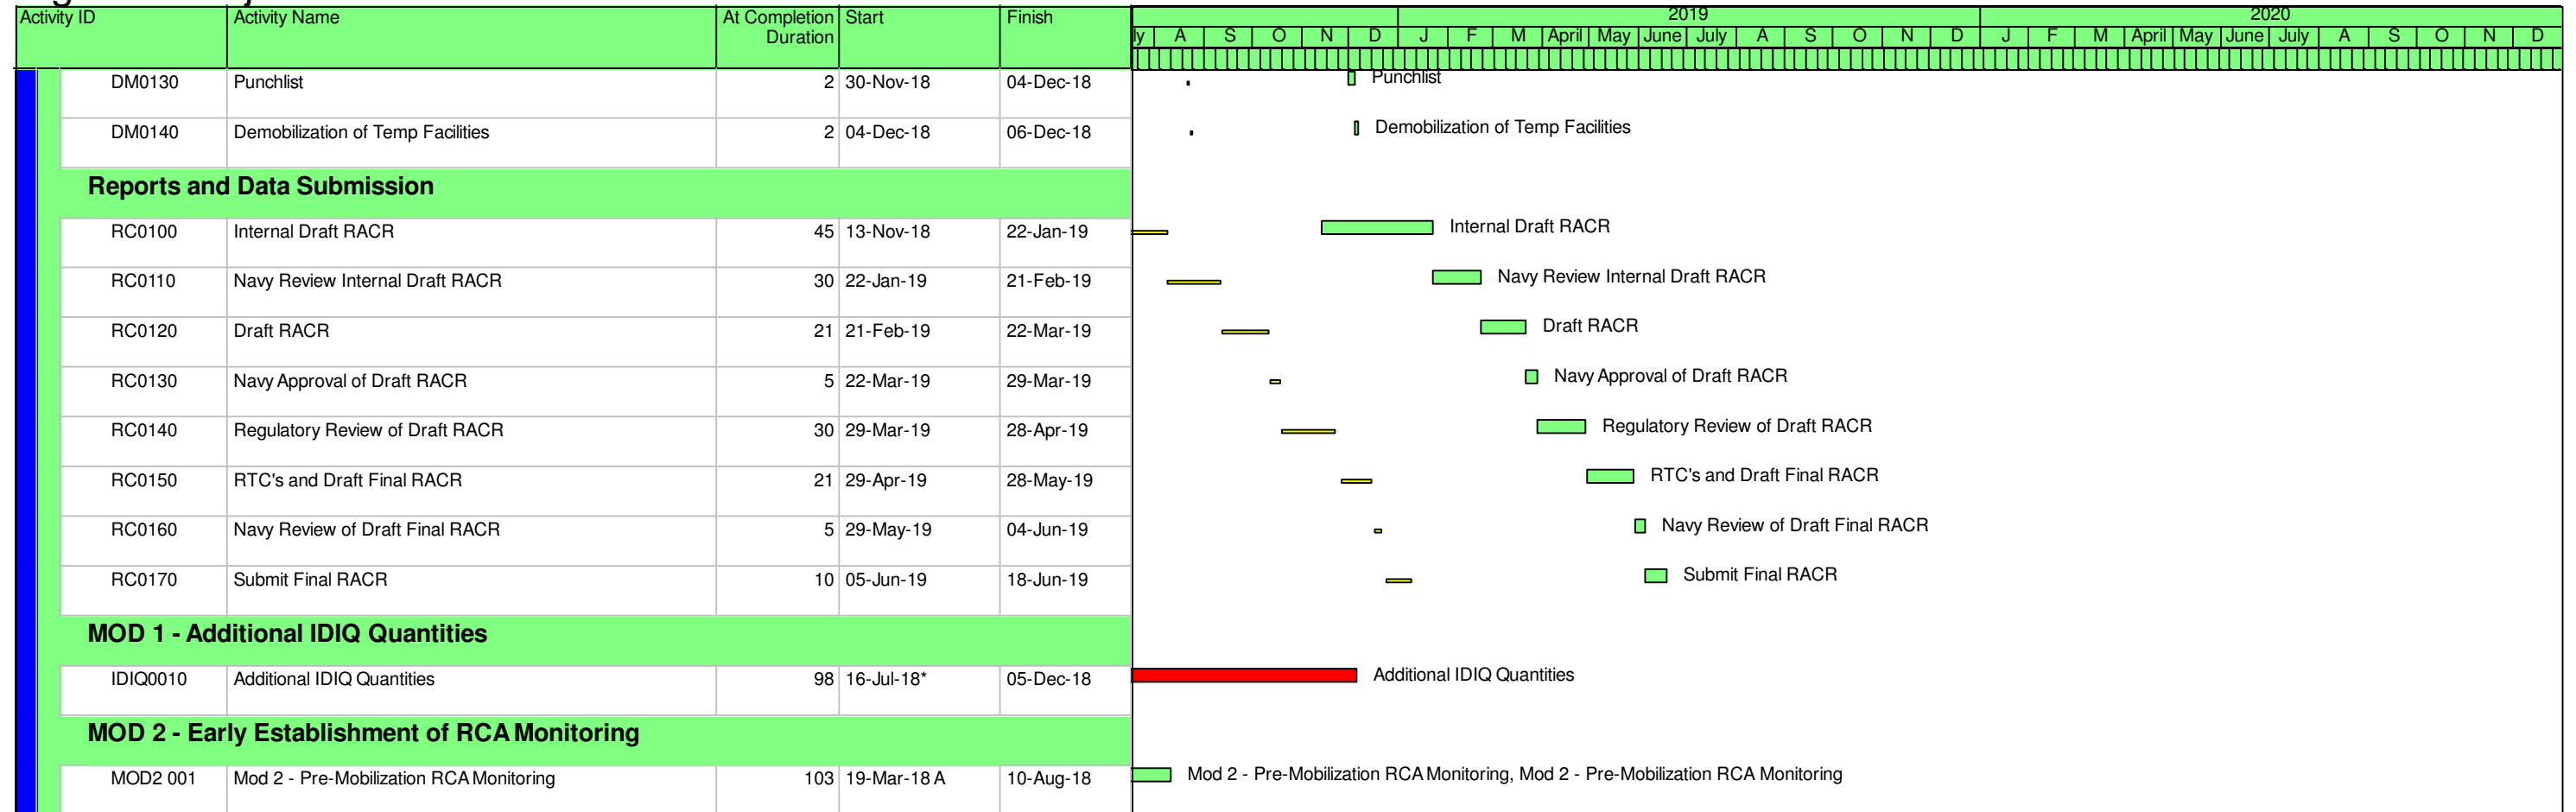 Activity ID Activity Name At Completion Start Finish 2019 2020
Duration ly A S O N D J F M April May June July A S O N D J F M April May June July A S O N D
DM0130 Punchlist 2 30-Nov-18 04-Dec-18 Punchlist
DM0140 Demobilization of Temp Facilities 2 04-Dec-18 06-Dec-18 Demobilization of Temp Facilities
Reports and Data Submission
RC0100 Internal Draft RACR 45 13-Nov-18 22-Jan-19 Internal Draft RACR
RC0110 Navy Review Internal Draft RACR 30 22-Jan-19 21-Feb-19 Navy Review Internal Draft RACR
RC0120 Draft RACR 21 21-Feb-19 22-Mar-19 Draft RACR
RC0130 Navy Approval of Draft RACR 5 22-Mar-19 29-Mar-19 Navy Approval of Draft RACR
RC0140 Regulatory Review of Draft RACR 30 29-Mar-19 28-Apr-19 Regulatory Review of Draft RACR
RC0150 RTC's and Draft Final RACR 21 29-Apr-19 28-May-19 RTC's and Draft Final RACR
RC0160 Navy Review of Draft Final RACR 5 29-May-19 04-Jun-19 Navy Review of Draft Final RACR
RC0170 Submit Final RACR 10 05-Jun-19 18-Jun-19 Submit Final RACR
MOD 1 - Additional IDIQ Quantities
IDIQ0010 Additional IDIQ Quantities 98 16-Jul-18* 05-Dec-18 Additional IDIQ Quantities
MOD 2 - Early Establishment of RCA Monitoring
MOD2 001 Mod 2 - Pre-Mobilization RCA Monitoring 103 19-Mar-18 A 10-Aug-18 Mod 2 - Pre-Mobilization RCA Monitoring, Mod 2 - Pre-Mobilization RCA Monitoring